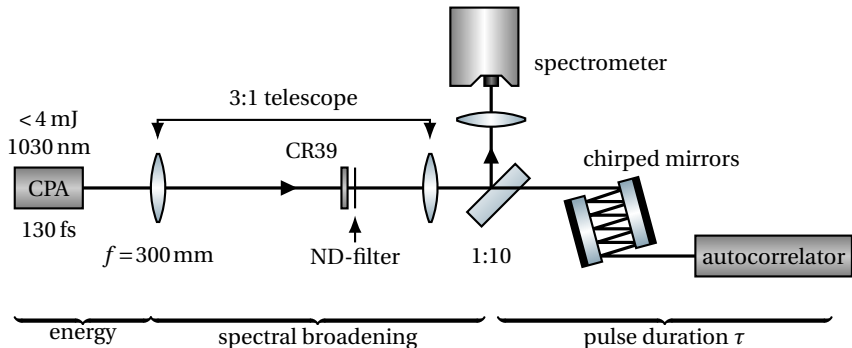 spectrometer
3:1 telescope
< 4 mJ
1030 nm
CR39
chirped mirrors
CPA
130 fs
f = 300 mm
ND-filter
1:10
autocorrelator
energy
spectral broadening
pulse duration τ